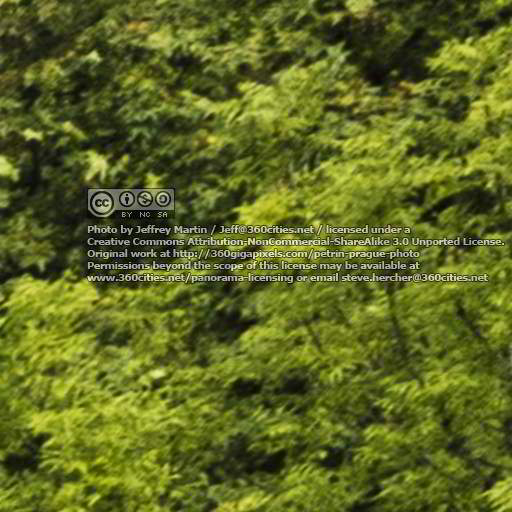 cc
BY NC SA
Photo by Jeffrey Martin / Jeff@360cities.net / licensed under a
Creative Commons Attribution-NonCommercial-ShareAlike 3.0 Unported License.
Original work at http://360gigapixels.com/petrin-prague-photo
Permissions beyond the scope of this license may be available at
www.360cities.net/panorama-licensing or email steve.hercher@360cities.net